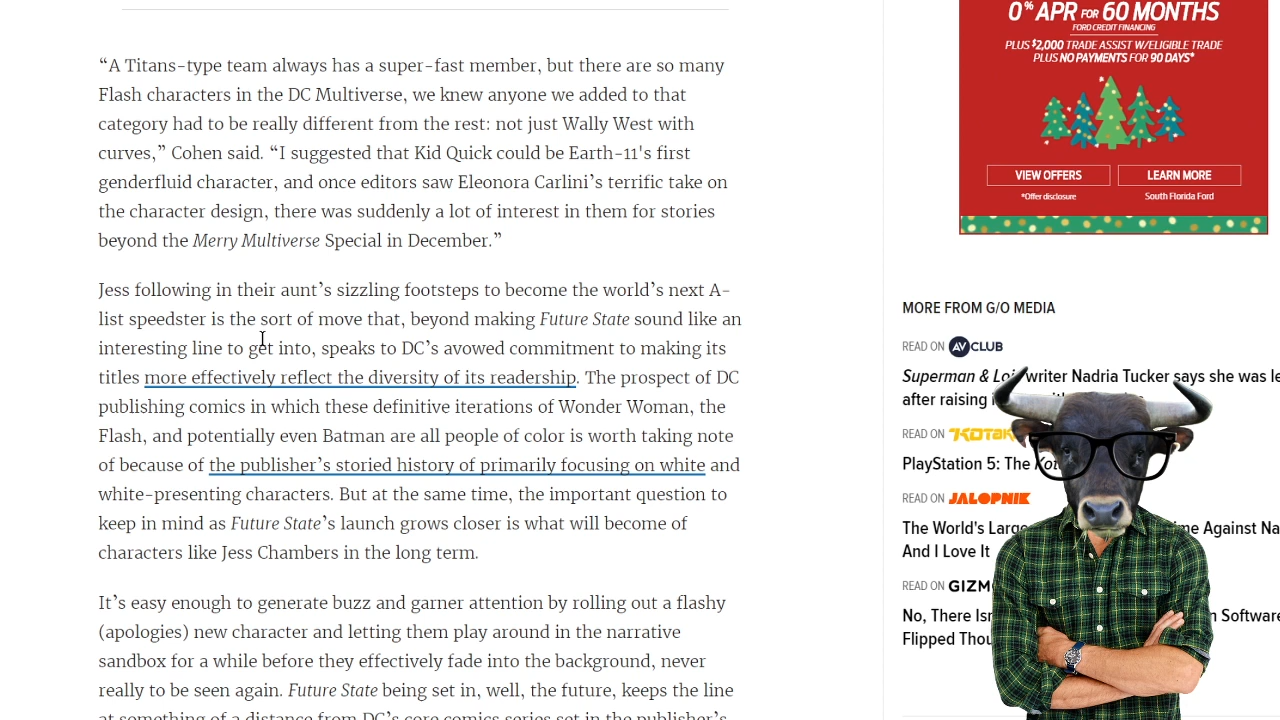 “A Titans-type team always has a super-fast member, but there are so many
Flash characters in the DC Multiverse, we knew anyone we added to that
category had to be really different from the rest: not just Wally West with
curves,” Cohen said. “I suggested that Kid Quick could be Earth-11's first
genderfluid character, and once editors saw Eleonora Carlini’s terrific take on
the character design, there was suddenly a lot of interest in them for stories
beyond the Merry Multiverse Special in December.”
Jess following in their aunt’s sizzling footsteps to become the world’s next A-
list speedster is the sort of move that, beyond making Future State sound like an
interesting line to get into, speaks to DC’s avowed commitment to making its
titles more effectively reflect the diversity of its readership. The prospect of DC
publishing comics in which these definitive iterations of Wonder Woman, the
Flash, and potentially even Batman are all people of color is worth taking note
of because of the publisher’s storied history of primarily focusing on white and
white-presenting characters. But at the same time, the important question to
keep in mind as Future State’s launch grows closer is what will become of
characters like Jess Chambers in the long term.
It’s easy enough to generate buzz and garner attention by rolling out a flashy
(apologies) new character and letting them play around in the narrative
sandbox for a while before they effectively fade into the background, never
really to be seen again. Future State being set in, well, the future, keeps the line
at something of a distance from DC’s core comics series set in the publisher’s
0% APR FOR 60 MONTHS
FORD CREDIT FINANCING
PLUS $2,000 TRADE ASSIST W/ELIGIBLE TRADE
PLUS NO PAYMENTS FOR 90 DAYS*
VIEW OFFERS
LEARN MORE
*Offer disclosure
South Florida Ford
MORE FROM G/O MEDIA
READ ON AV CLUB
Superman & writer Nadria Tucker says she was
after raising
READ ON
PlayStation 5: The
READ ON JALOPNIK
The World's Against
And I Love It
READ ON
No, There Software
Flipped